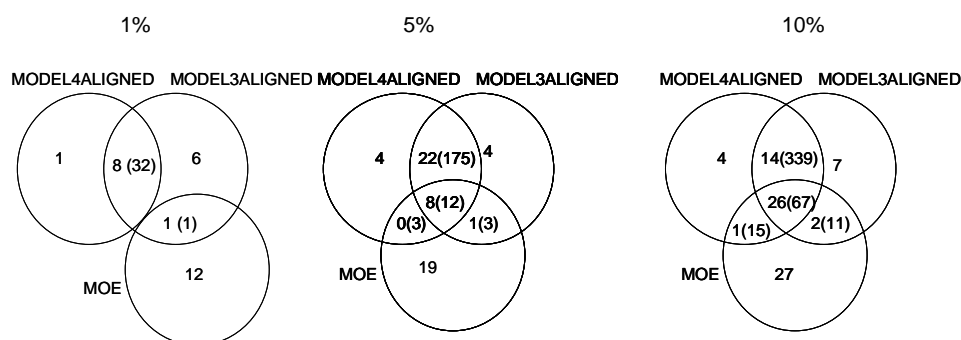 1% 5% 10%
MODEL4ALIGNED MODEL3ALIGNED MODEL4ALIGNED MODEL3ALIGNED MODEL4ALIGNED MODEL3ALIGNED
1 8 (32) 6 4 22(175) 4 4 14(339) 7
8(12) 26(67)
1 (1) 0(3) 1(3) 1(15) 2(11)
12 19 27
MOE MOE MOE